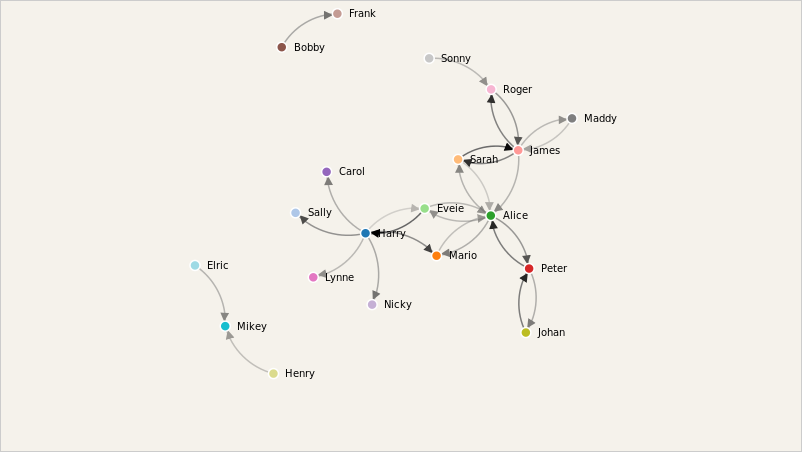 Frank
Bobby
Sonny
Roger
Maddy
James
Sarah
Carol
Eveie
Sally
Alice
Harry
Mario
Elric
Peter
Lynne
Nicky
Mikey
Johan
Henry